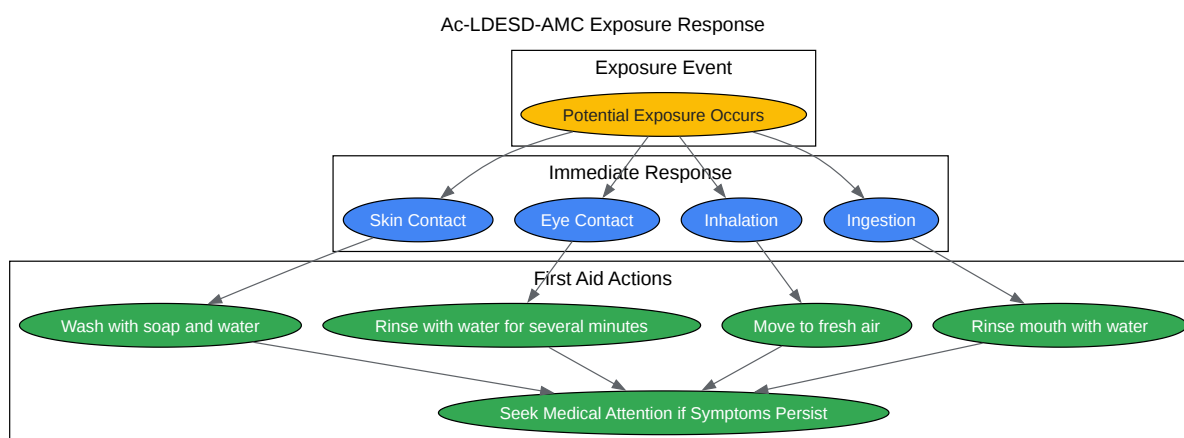 Ac-LDESD-AMC Exposure Response
Exposure Event
Potential Exposure Occurs
Immediate Response
Skin Contact
Eye Contact
Inhalation
Ingestion
First Aid Actions
Wash with soap and water
Rinse with water for several minutes
Move to fresh air
Rinse mouth with water
Seek Medical Attention if Symptoms Persist